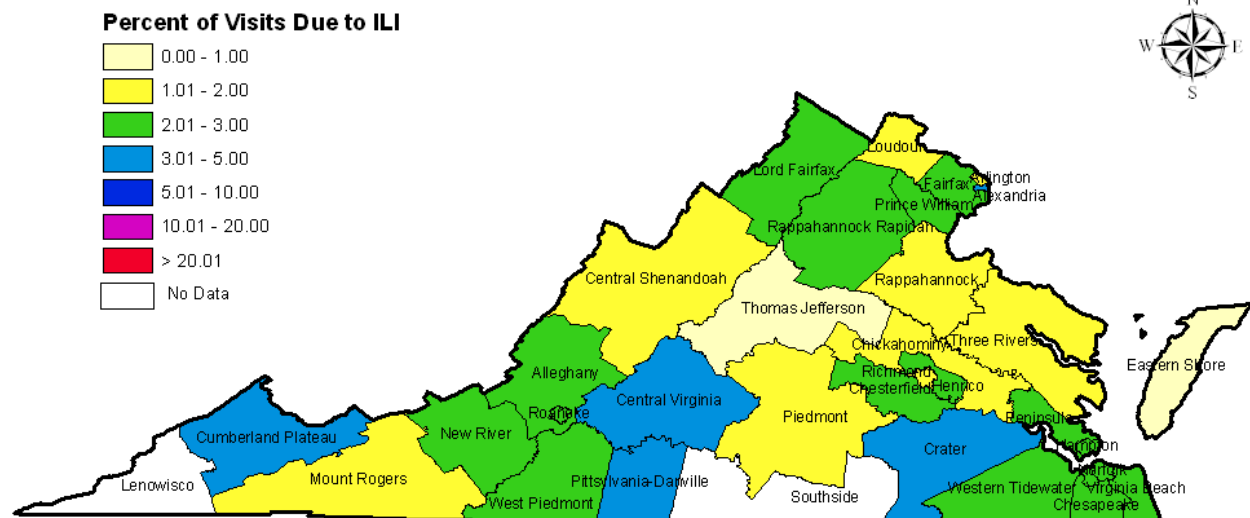 Percent of Visits Due to ILI
0.00 - 1.00
1.01 - 2.00
2.01 - 3.00
3.01 - 5.00
5.01 - 10.00
10.01 - 20.00
> 20.01
No Data
N
W
E
S
Loudoun
Lord Fairfax
Fairfax
Arlington
Alexandria
Prince William
Rappahannock Rapidan
Central Shenandoah
Rappahannock
Thomas Jefferson
Chickahominy
Three Rivers
Eastern Shore
Alleghany
Richmond
Chesterfield
Henrico
Roanoke
Central Virginia
Piedmont
Peninsula
New River
Cumberland Plateau
Hampton
Crater
Mount Rogers
Lenowisco
Pittsylvania-Danville
Norfolk
Western Tidewater
Virginia Beach
West Piedmont
Southside
Chesapeake